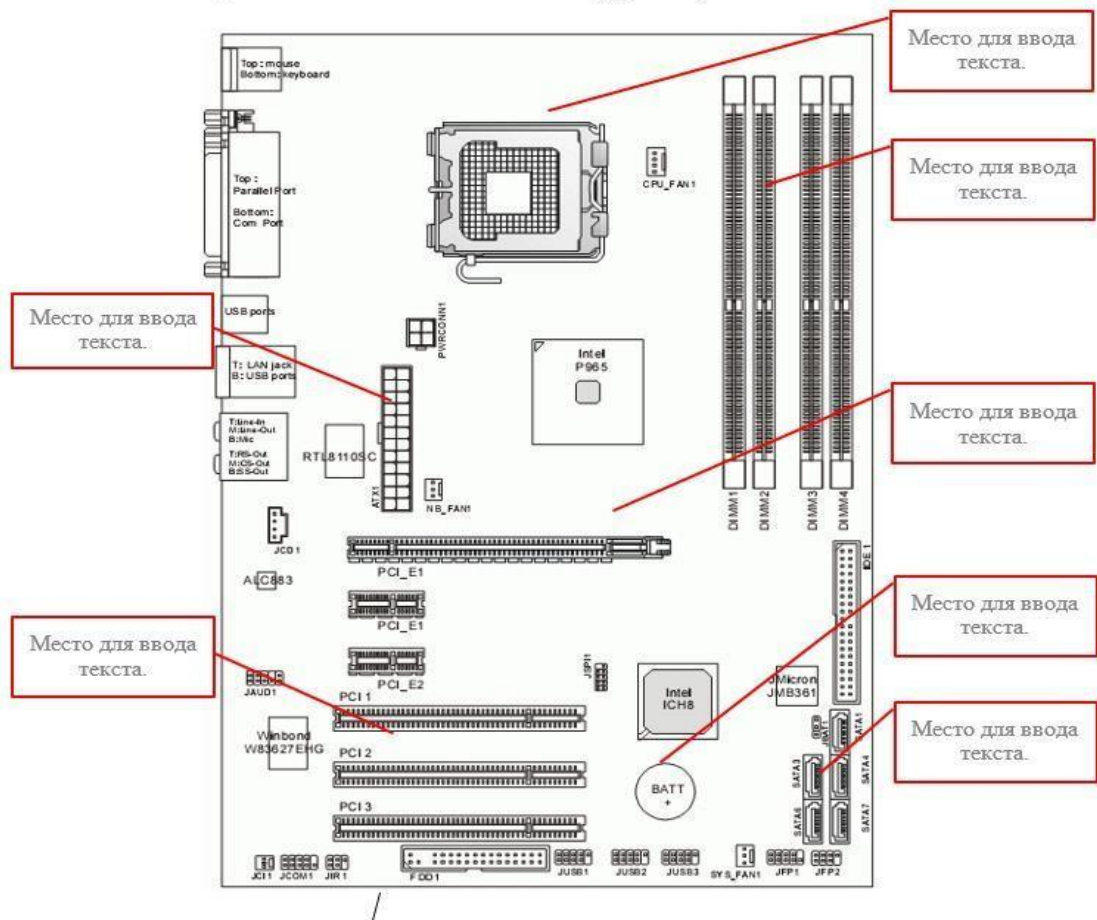 Место для ввода
текста.
Top: mouse
Bottom: keyboard
Место для ввода
текста.
Top:
Parallel Port
Bottom:
Com Port
CPU_FAN1
Место для ввода
текста.
USB ports
PWRCONN1
T: LAN jack
B: USB ports
Intel
P965
Место для ввода
текста.
T:Line-In
M:Line-Out
B:Mic
T:RS-Out
M:CS-Out
B:SS-Out
RTL8110SC
ATX1
NB_FAN1
DIMM1
DIMM2
DIMM3
DIMM4
JCD1
IDE 1
PCI_E1
ALC883
PCI_E1
Место для ввода
текста.
Место для ввода
текста.
PCI_E2
JSPI1
JAUD1
PCI 1
Intel
ICH8
JMicron
JMB361
Winbond
W83627EHG
JBAT1
SATA1
Место для ввода
текста.
PCI 2
SATA3
SATA4
BATT
+
PCI 3
SATA6
SATA7
JCI1
JCOM1
JIR1
FDD1
JUSB1
JUSB2
JUSB3
SYS_FAN1
JFP1
JFP2